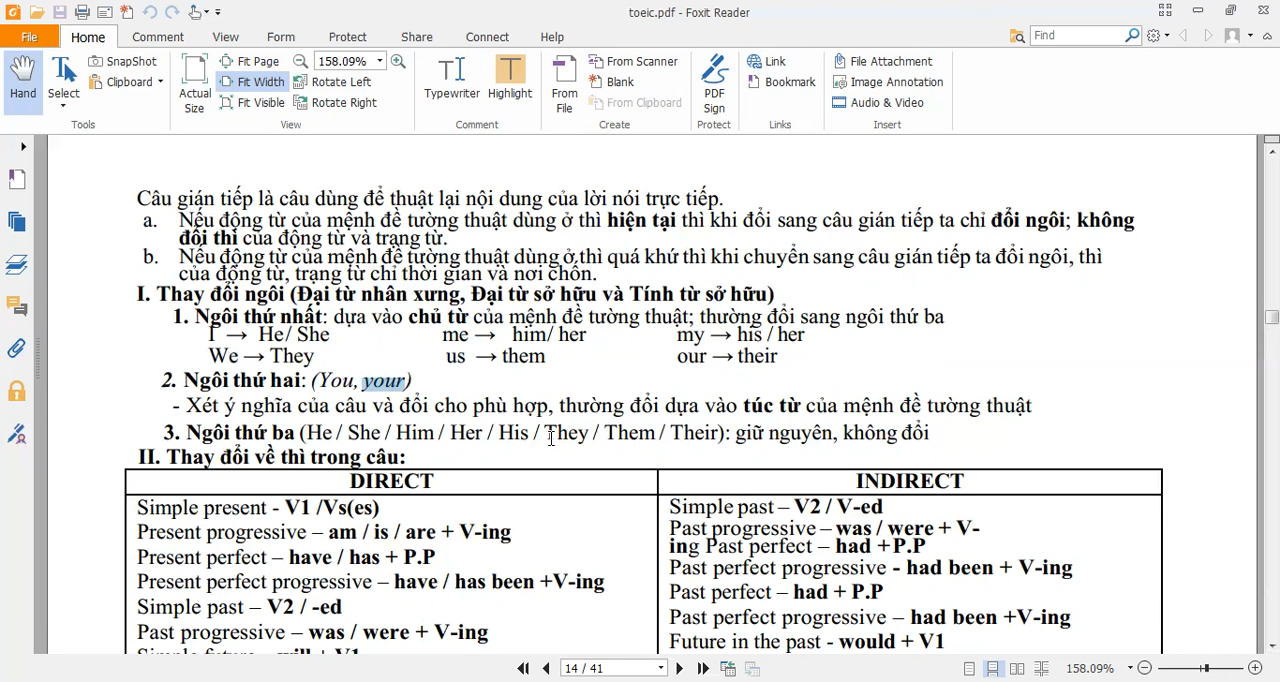 toeic.pdf - Foxit Reader
File Home Comment View Form Protect Share Connect Help Find
Hand
Select
SnapShot
Clipboard
Tools
Actual Size
Fit Page
Fit Width
Fit Visible
158.09%
Rotate Left
Rotate Right
View
Typewriter
Highlight
Comment
From File
From Scanner
Blank
From Clipboard
Create
PDF Sign
Protect
Link
Bookmark
Links
File Attachment
Image Annotation
Audio & Video
Insert
Câu gián tiếp là câu dùng để thuật lại nội dung của lời nói trực tiếp.
a. Nếu động từ của mệnh đề tường thuật dùng ở thì hiện tại thì khi đổi sang câu gián tiếp ta chỉ đổi ngôi; không
đổi thì của động từ và trạng từ.
b. Nếu động từ của mệnh đề tường thuật dùng ở thì quá khứ thì khi chuyển sang câu gián tiếp ta đổi ngôi, thì
của động từ, trạng từ chỉ thời gian và nơi chốn.
I. Thay đổi ngôi (Đại từ nhân xưng, Đại từ sở hữu và Tính từ sở hữu)
1. Ngôi thứ nhất: dựa vào chủ từ của mệnh đề tường thuật; thường đổi sang ngôi thứ ba
I → He/ She me → him/ her my → his / her
We → They us → them our → their
2. Ngôi thứ hai: (You, your)
- Xét ý nghĩa của câu và đổi cho phù hợp, thường đổi dựa vào túc từ của mệnh đề tường thuật
3. Ngôi thứ ba (He / She / Him / Her / His / They / Them / Their): giữ nguyên, không đổi
II. Thay đổi về thì trong câu:
DIRECT INDIRECT
Simple present - V1 /Vs(es)
Present progressive – am / is / are + V-ing
Present perfect – have / has + P.P
Present perfect progressive – have / has been +V-ing
Simple past – V2 / -ed
Past progressive – was / were + V-ing
Simple future – will + V1
Simple past – V2 / V-ed
Past progressive – was / were + V-
ing Past perfect – had +P.P
Past perfect progressive - had been + V-ing
Past perfect – had + P.P
Past perfect progressive – had been +V-ing
Future in the past - would + V1
14 / 41
158.09%